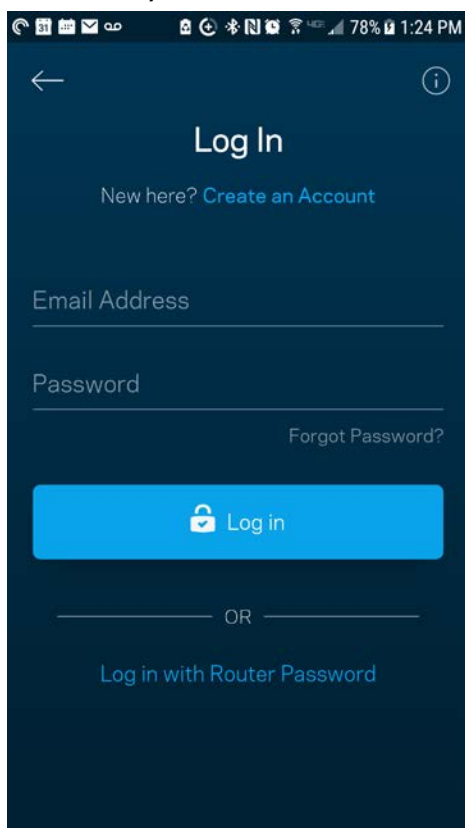 31 78% 1:24 PM
Log In
New here? Create an Account
Email Address
Password
Forgot Password?
Log in
OR
Log in with Router Password